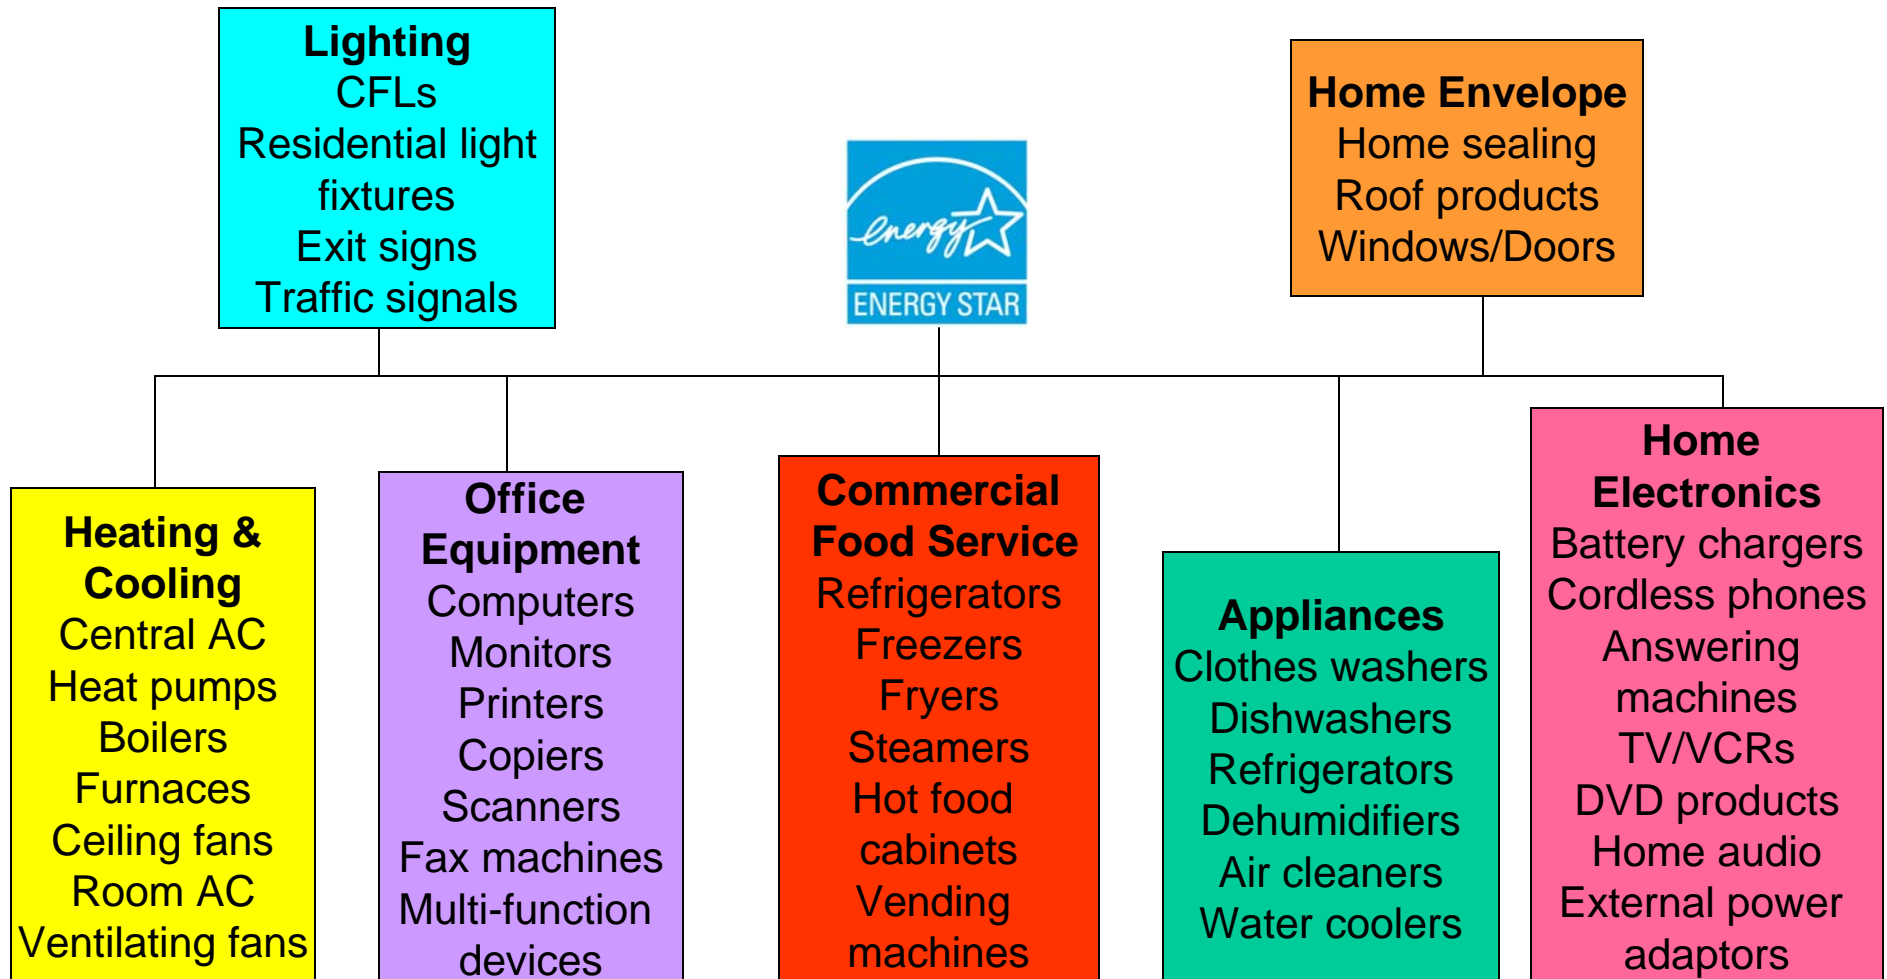 Lighting
CFLs
Residential light
fixtures
Exit signs
Traffic signals
energy
ENERGY STAR
Home Envelope
Home sealing
Roof products
Windows/Doors
Heating &
Cooling
Central AC
Heat pumps
Boilers
Furnaces
Ceiling fans
Room AC
Ventilating fans
Office
Equipment
Computers
Monitors
Printers
Copiers
Scanners
Fax machines
Multi-function
devices
Commercial
Food Service
Refrigerators
Freezers
Fryers
Steamers
Hot food
cabinets
Vending
machines
Appliances
Clothes washers
Dishwashers
Refrigerators
Dehumidifiers
Air cleaners
Water coolers
Home
Electronics
Battery chargers
Cordless phones
Answering
machines
TV/VCRs
DVD products
Home audio
External power
adaptors